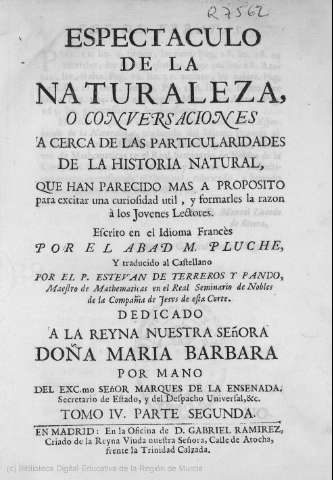 R 7562
ESPECTACULO
DE LA
NATURALEZA,
O CONVERSACIONES
A CERCA DE LAS PARTICULARIDADES
DE LA HISTORIA NATURAL,
QUE HAN PARECIDO MAS A PROPOSITO
para excitar una curiosidad util, y formarles la razon
à los Jovenes Lectores.
Escrito en el Idioma Francès
POR EL ABAD M. PLUCHE,
Y traducido al Castellano
POR EL P. ESTEVAN DE TERREROS Y PANDO,
Maestro de Mathematicas en el Real Seminario de Nobles
de la Compañia de Jesvs de esta Corte.
DEDICADO
A LA REYNA NUESTRA SEñORA
DOÑA MARIA BARBARA
POR MANO
DEL EXC.mo SEñOR MARQUES DE LA ENSENADA.
Secretario de Estado, y del Despacho Universal, &c.
TOMO IV. PARTE SEGUNDA.
EN MADRID: En la Oficina de D. GABRIEL RAMIREZ,
Criado de la Reyna Viuda nuestra Señora, Calle de Atocha,
frente la Trinidad Calzada.
(c) Biblioteca Digital Educativa de la Región de Murcia